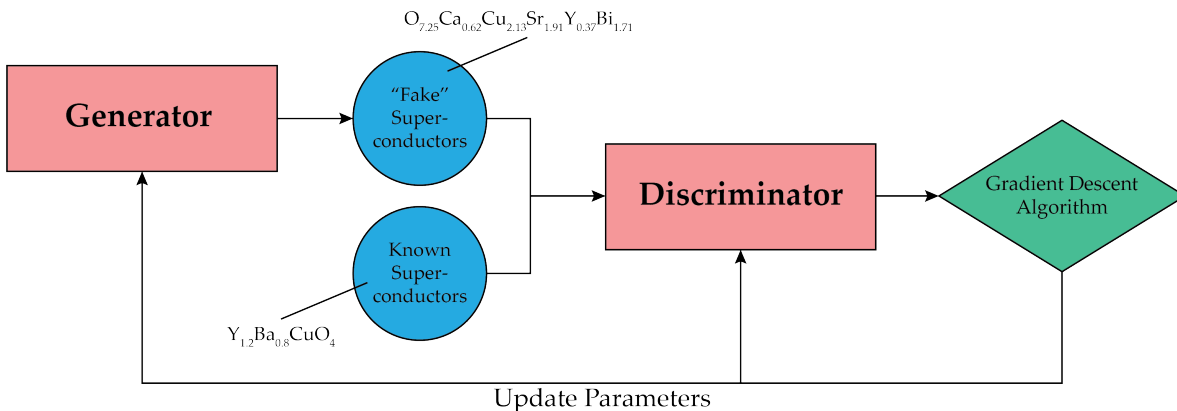 O₇.₂₅Ca₀.₆₂Cu₂.₁₃Sr₁.₉₁Y₀.₃₇Bi₁.₇₁
Generator
“Fake”
Super-
conductors
Discriminator
Gradient Descent
Algorithm
Known
Super-
conductors
Y₁.₂Ba₀.₈CuO₄
Update Parameters